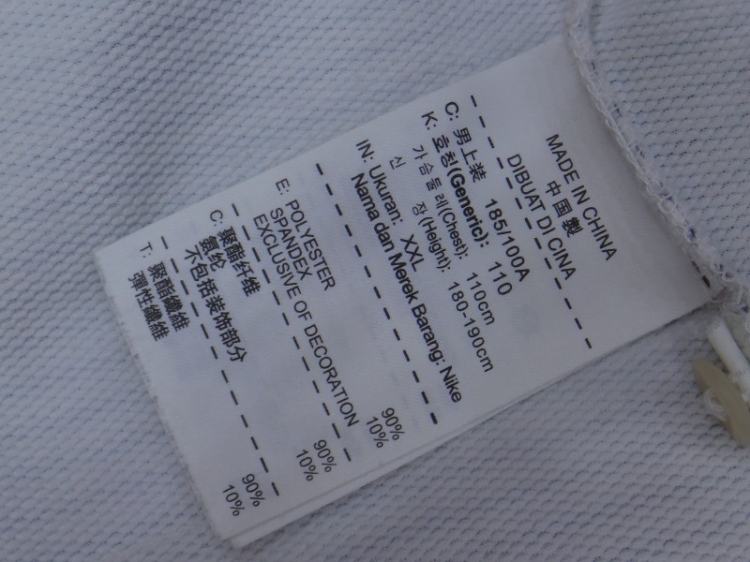 MADE IN CHINA
中国製
DIBUAT DI CINA
C: 男上装 185/100A
K: 호칭(Generic): 110
가슴둘레(Chest): 110cm
신 장(Height): 180-190cm
IN: Ukuran: XXL
Nama dan Merek Barang: Nike
E: POLYESTER 90%
SPANDEX 10%
EXCLUSIVE OF DECORATION
C: 聚酯纤维 90%
氨纶 10%
不包括装饰部分
T: 聚酯纖維 90%
彈性纖維 10%